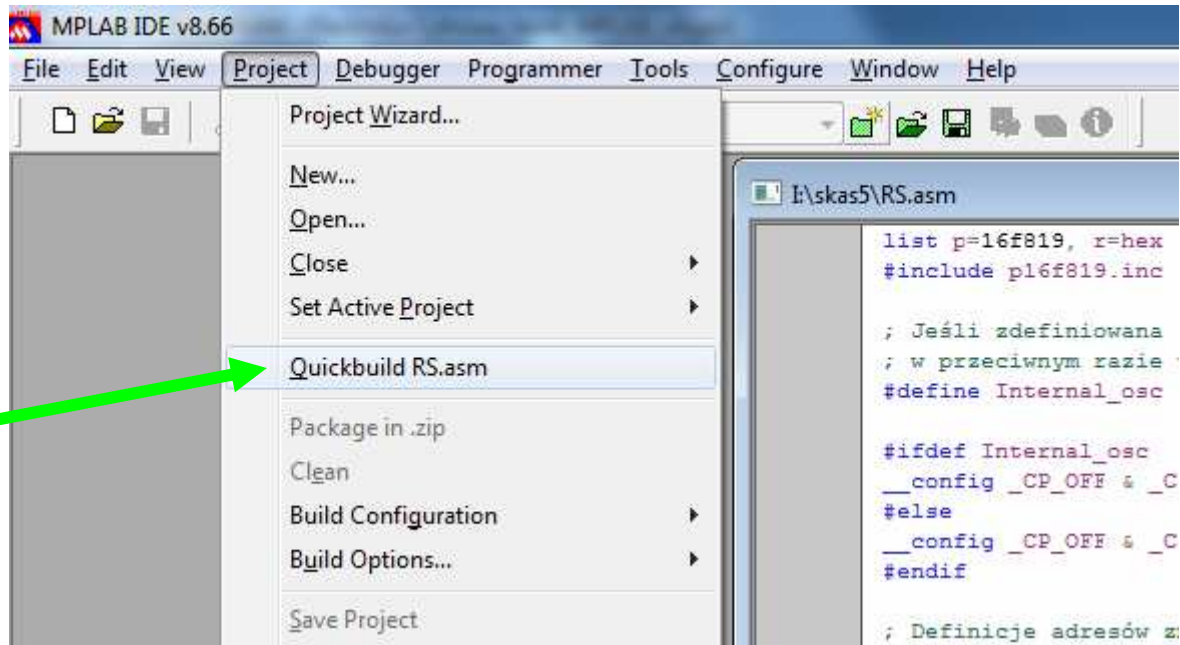 MPLAB IDE v8.66
File Edit View Project Debugger Programmer Tools Configure Window Help
Project Wizard...
New...
Open...
Close
Set Active Project
Quickbuild RS.asm
Package in .zip
Clean
Build Configuration
Build Options...
Save Project
I:\skas5\RS.asm
list p=16f819, r=hex
#include p16f819.inc
; Jeśli zdefiniowana
; w przeciwnym razie
#define Internal_osc
#ifdef Internal_osc
__config _CP_OFF & _C
#else
__config _CP_OFF & _C
#endif
; Definicje adresów